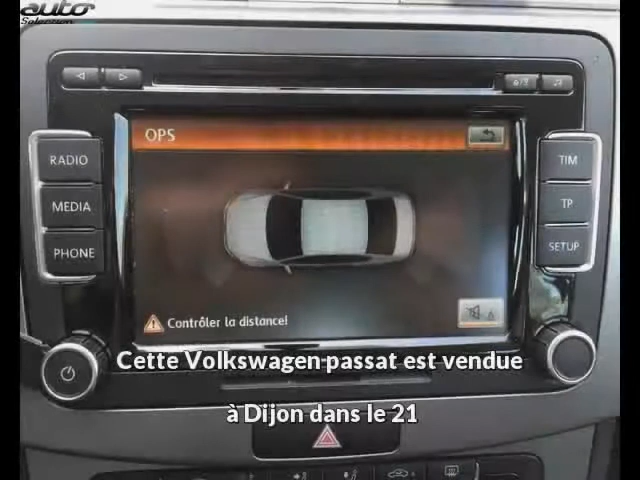 auto
Selection
OPS
RADIO
TIM
MEDIA
TP
PHONE
SETUP
Contrôler la distance!
Cette Volkswagen passat est vendue
à Dijon dans le 21